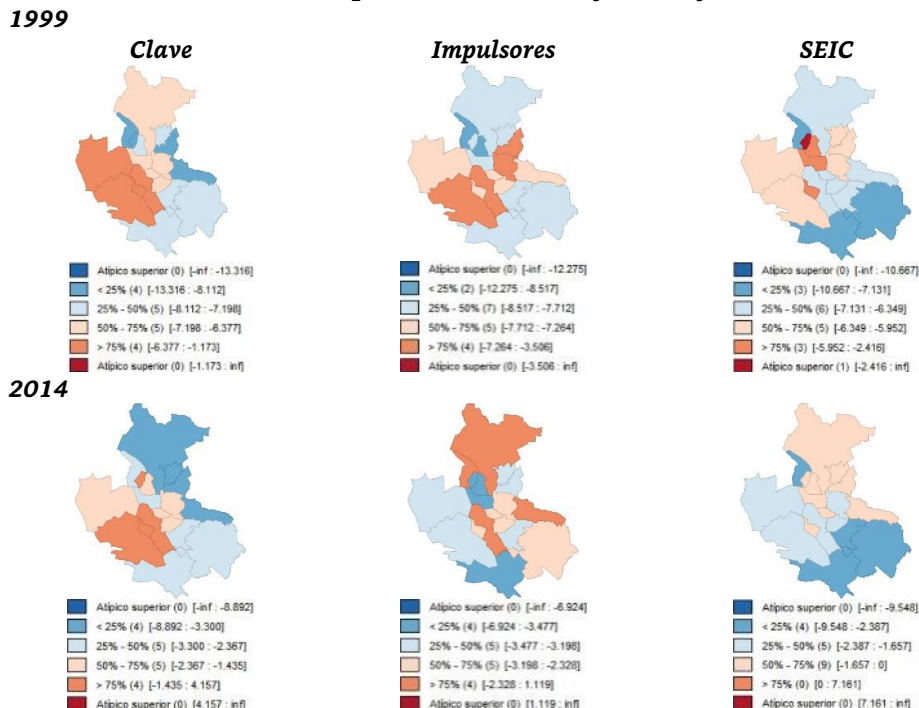 1999
Clave
Impulsores
SEIC
Atípico superior (0) [-inf : -13.316]
< 25% (4) [-13.316 : -8.112]
25% - 50% (5) [-8.112 : -7.198]
50% - 75% (5) [-7.198 : -6.377]
> 75% (4) [-6.377 : -1.173]
Atípico superior (0) [-1.173 : inf]
Atípico superior (0) [-inf : -12.275]
< 25% (2) [-12.275 : -8.517]
25% - 50% (7) [-8.517 : -7.712]
50% - 75% (5) [-7.712 : -7.264]
> 75% (4) [-7.264 : -3.506]
Atípico superior (0) [-3.506 : inf]
Atípico superior (0) [-inf : -10.667]
< 25% (3) [-10.667 : -7.131]
25% - 50% (6) [-7.131 : -6.349]
50% - 75% (5) [-6.349 : -5.952]
> 75% (3) [-5.952 : -2.416]
Atípico superior (1) [-2.416 : inf]
2014
Atípico superior (0) [-inf : -8.892]
< 25% (4) [-8.892 : -3.300]
25% - 50% (5) [-3.300 : -2.367]
50% - 75% (5) [-2.367 : -1.435]
> 75% (4) [-1.435 : 4.157]
Atípico superior (0) [4.157 : inf]
Atípico superior (0) [-inf : -6.924]
< 25% (4) [-6.924 : -3.477]
25% - 50% (5) [-3.477 : -3.198]
50% - 75% (5) [-3.198 : -2.328]
> 75% (4) [-2.328 : 1.119]
Atípico superior (0) [1.119 : inf]
Atípico superior (0) [-inf : -9.548]
< 25% (4) [-9.548 : -2.387]
25% - 50% (5) [-2.387 : -1.657]
50% - 75% (9) [-1.657 : 0]
> 75% (0) [0 : 7.161]
Atípico superior (0) [7.161 : inf]